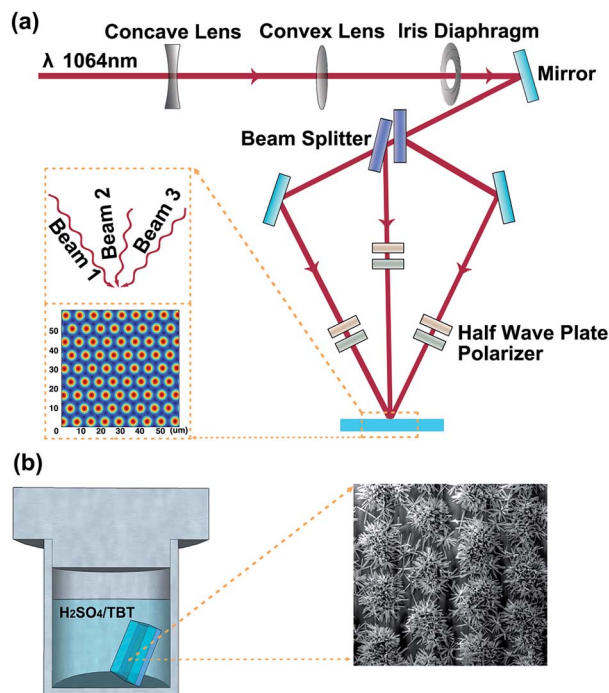 (a)
Concave Lens
Convex Lens
Iris Diaphragm
λ 1064nm
Mirror
Beam Splitter
Beam 1
Beam 2
Beam 3
Half Wave Plate
Polarizer
50
40
30
20
10
0 10 20 30 40 50 (um)
(b)
H₂SO₄/TBT